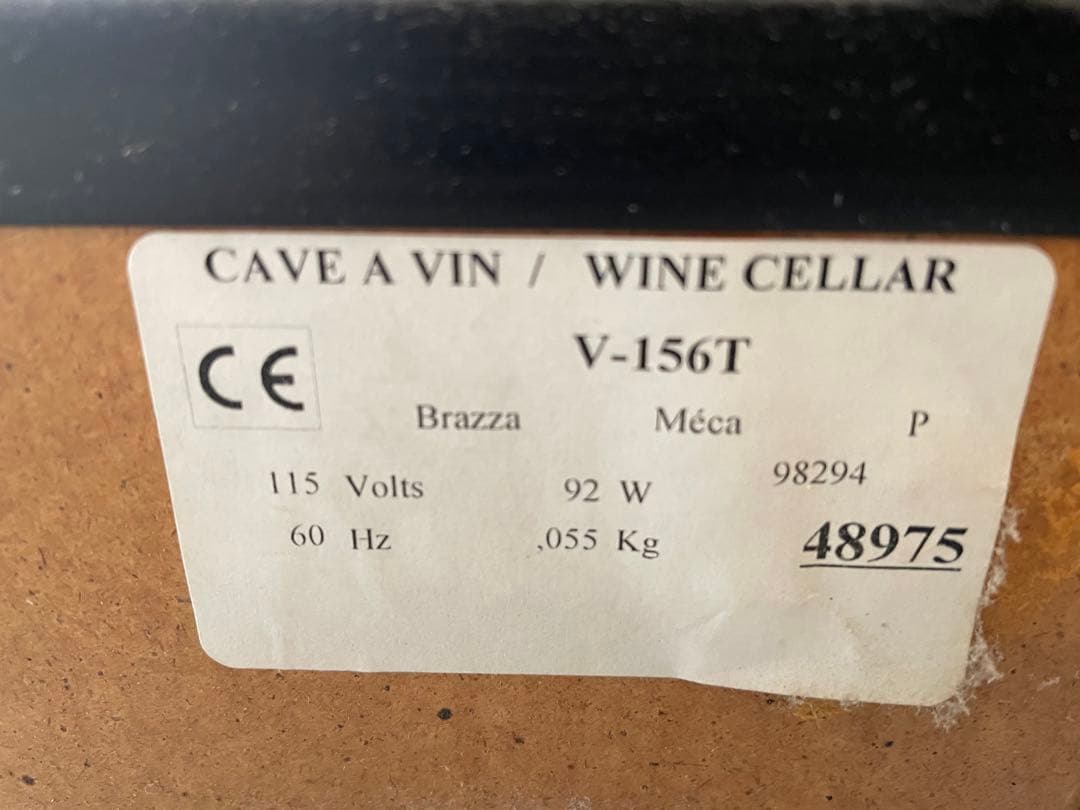 CAVE A VIN / WINE CELLAR
CE V-156T
Brazza Méca P
115 Volts 92 W 98294
60 Hz ,055 Kg 48975